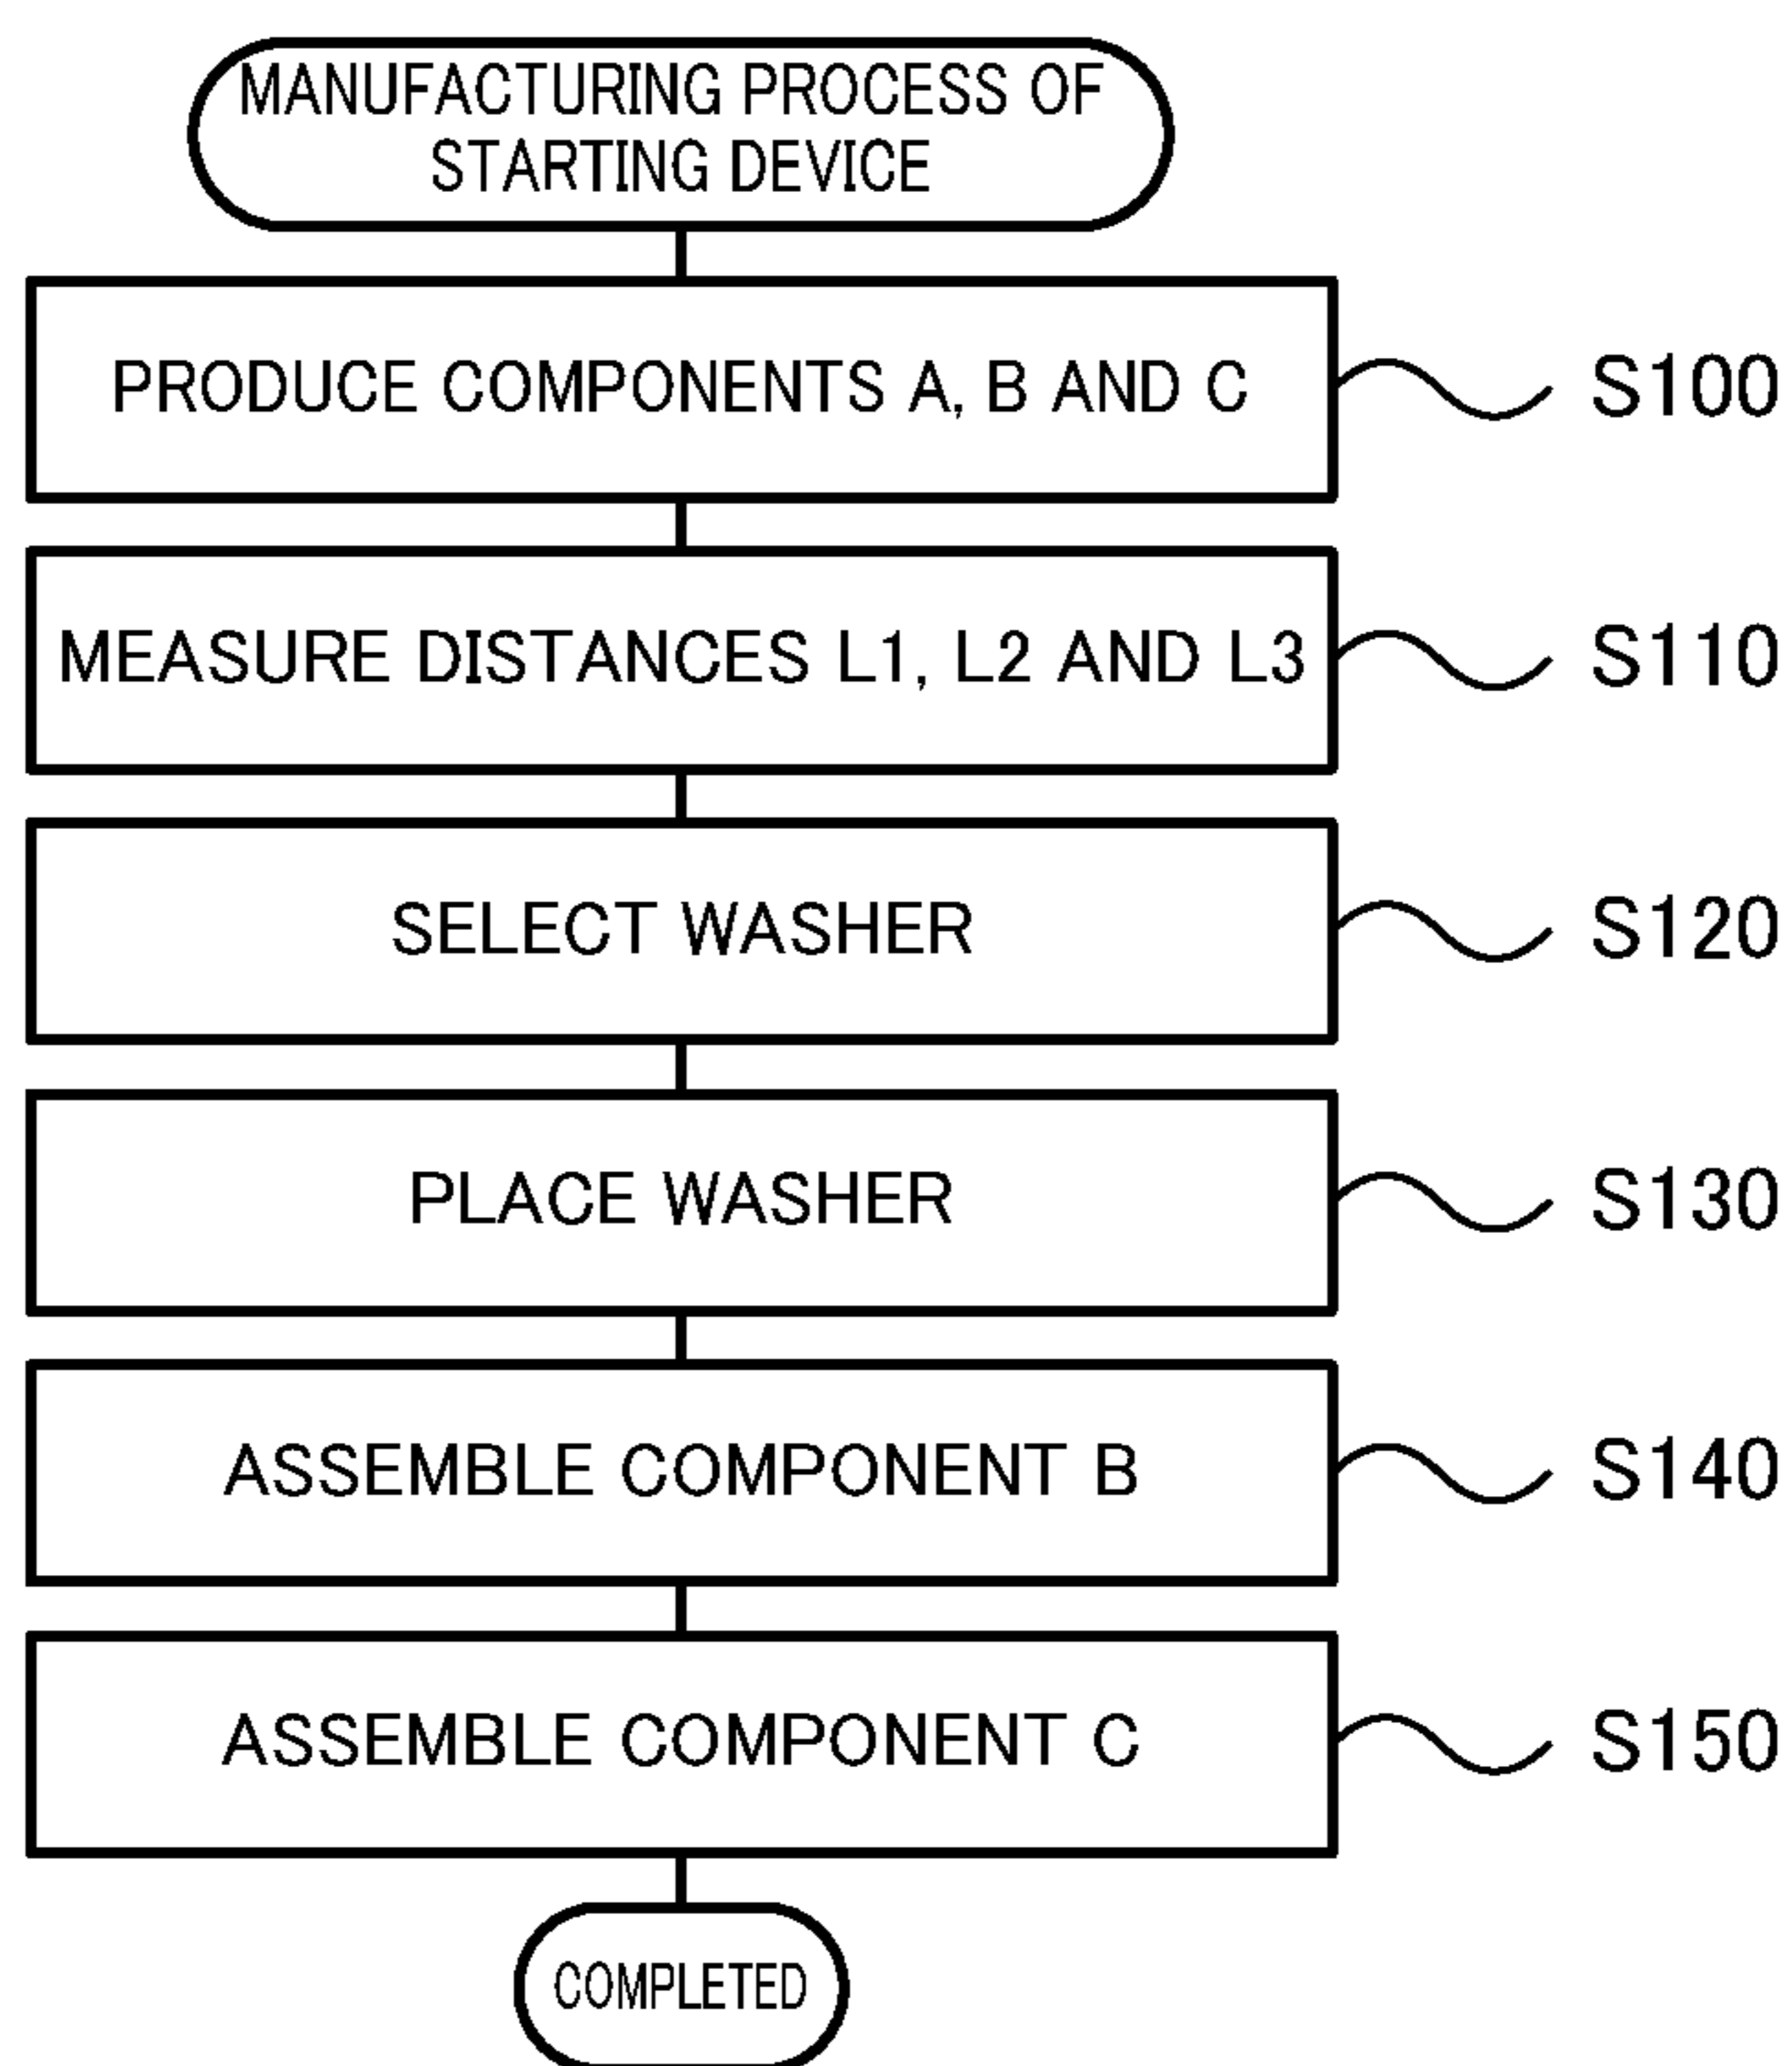 MANUFACTURING PROCESS OF
STARTING DEVICE
PRODUCE COMPONENTS A, B AND C
S100
MEASURE DISTANCES L1, L2 AND L3
S110
SELECT WASHER
S120
PLACE WASHER
S130
ASSEMBLE COMPONENT B
S140
ASSEMBLE COMPONENT C
S150
COMPLETED